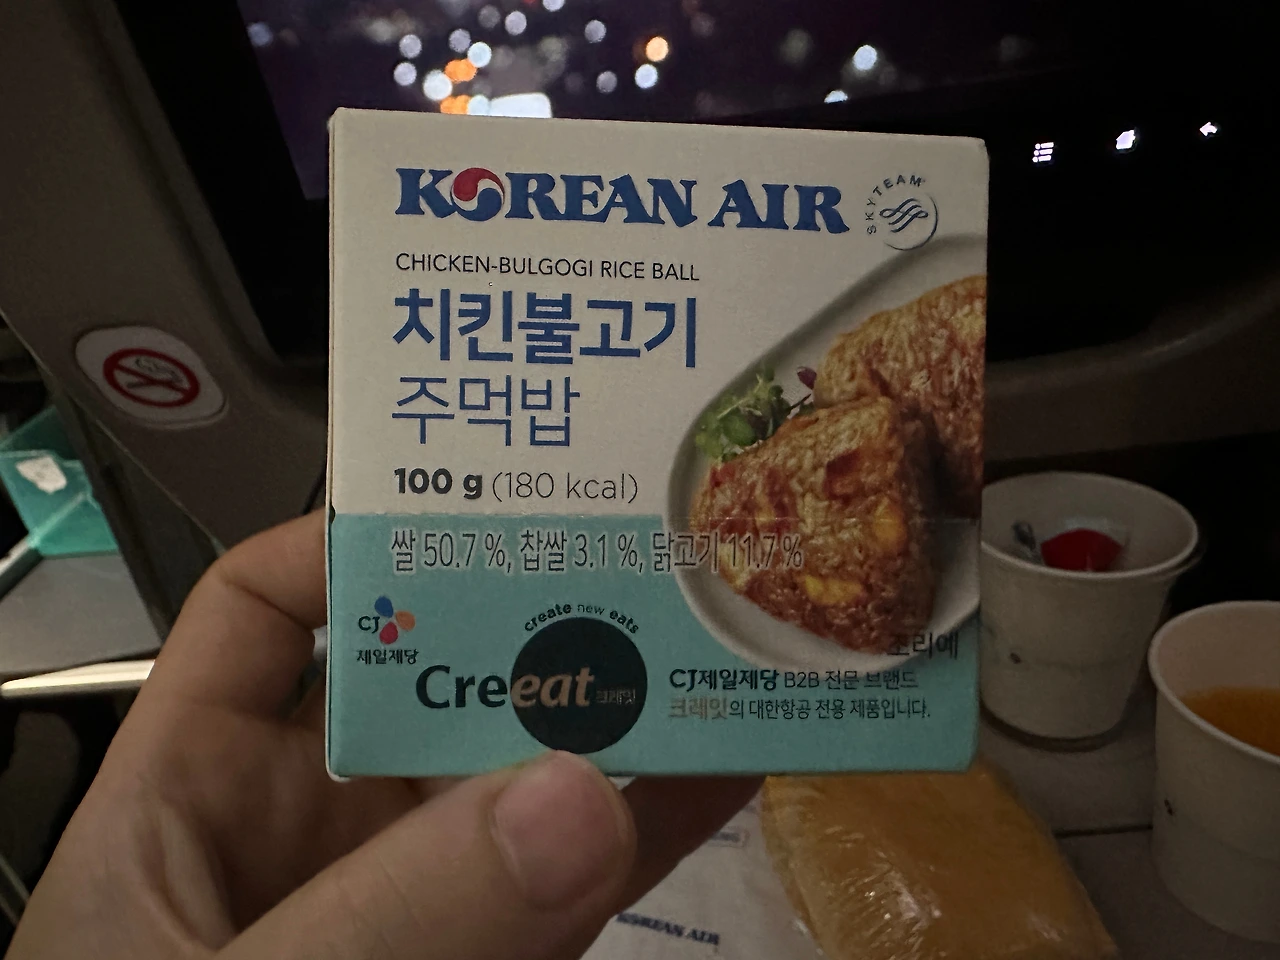 KOREAN AIR
SKYTEAM
CHICKEN-BULGOGI RICE BALL
치킨불고기
주먹밥
100 g (180 kcal)
쌀 50.7 %, 찹쌀 3.1 %, 닭고기 11.7 %
조리예
CJ
제일제당
create new eats
Creeat 크레잇
CJ제일제당 B2B 전문 브랜드
크레잇의 대한항공 전용 제품입니다.
KOREAN AIR